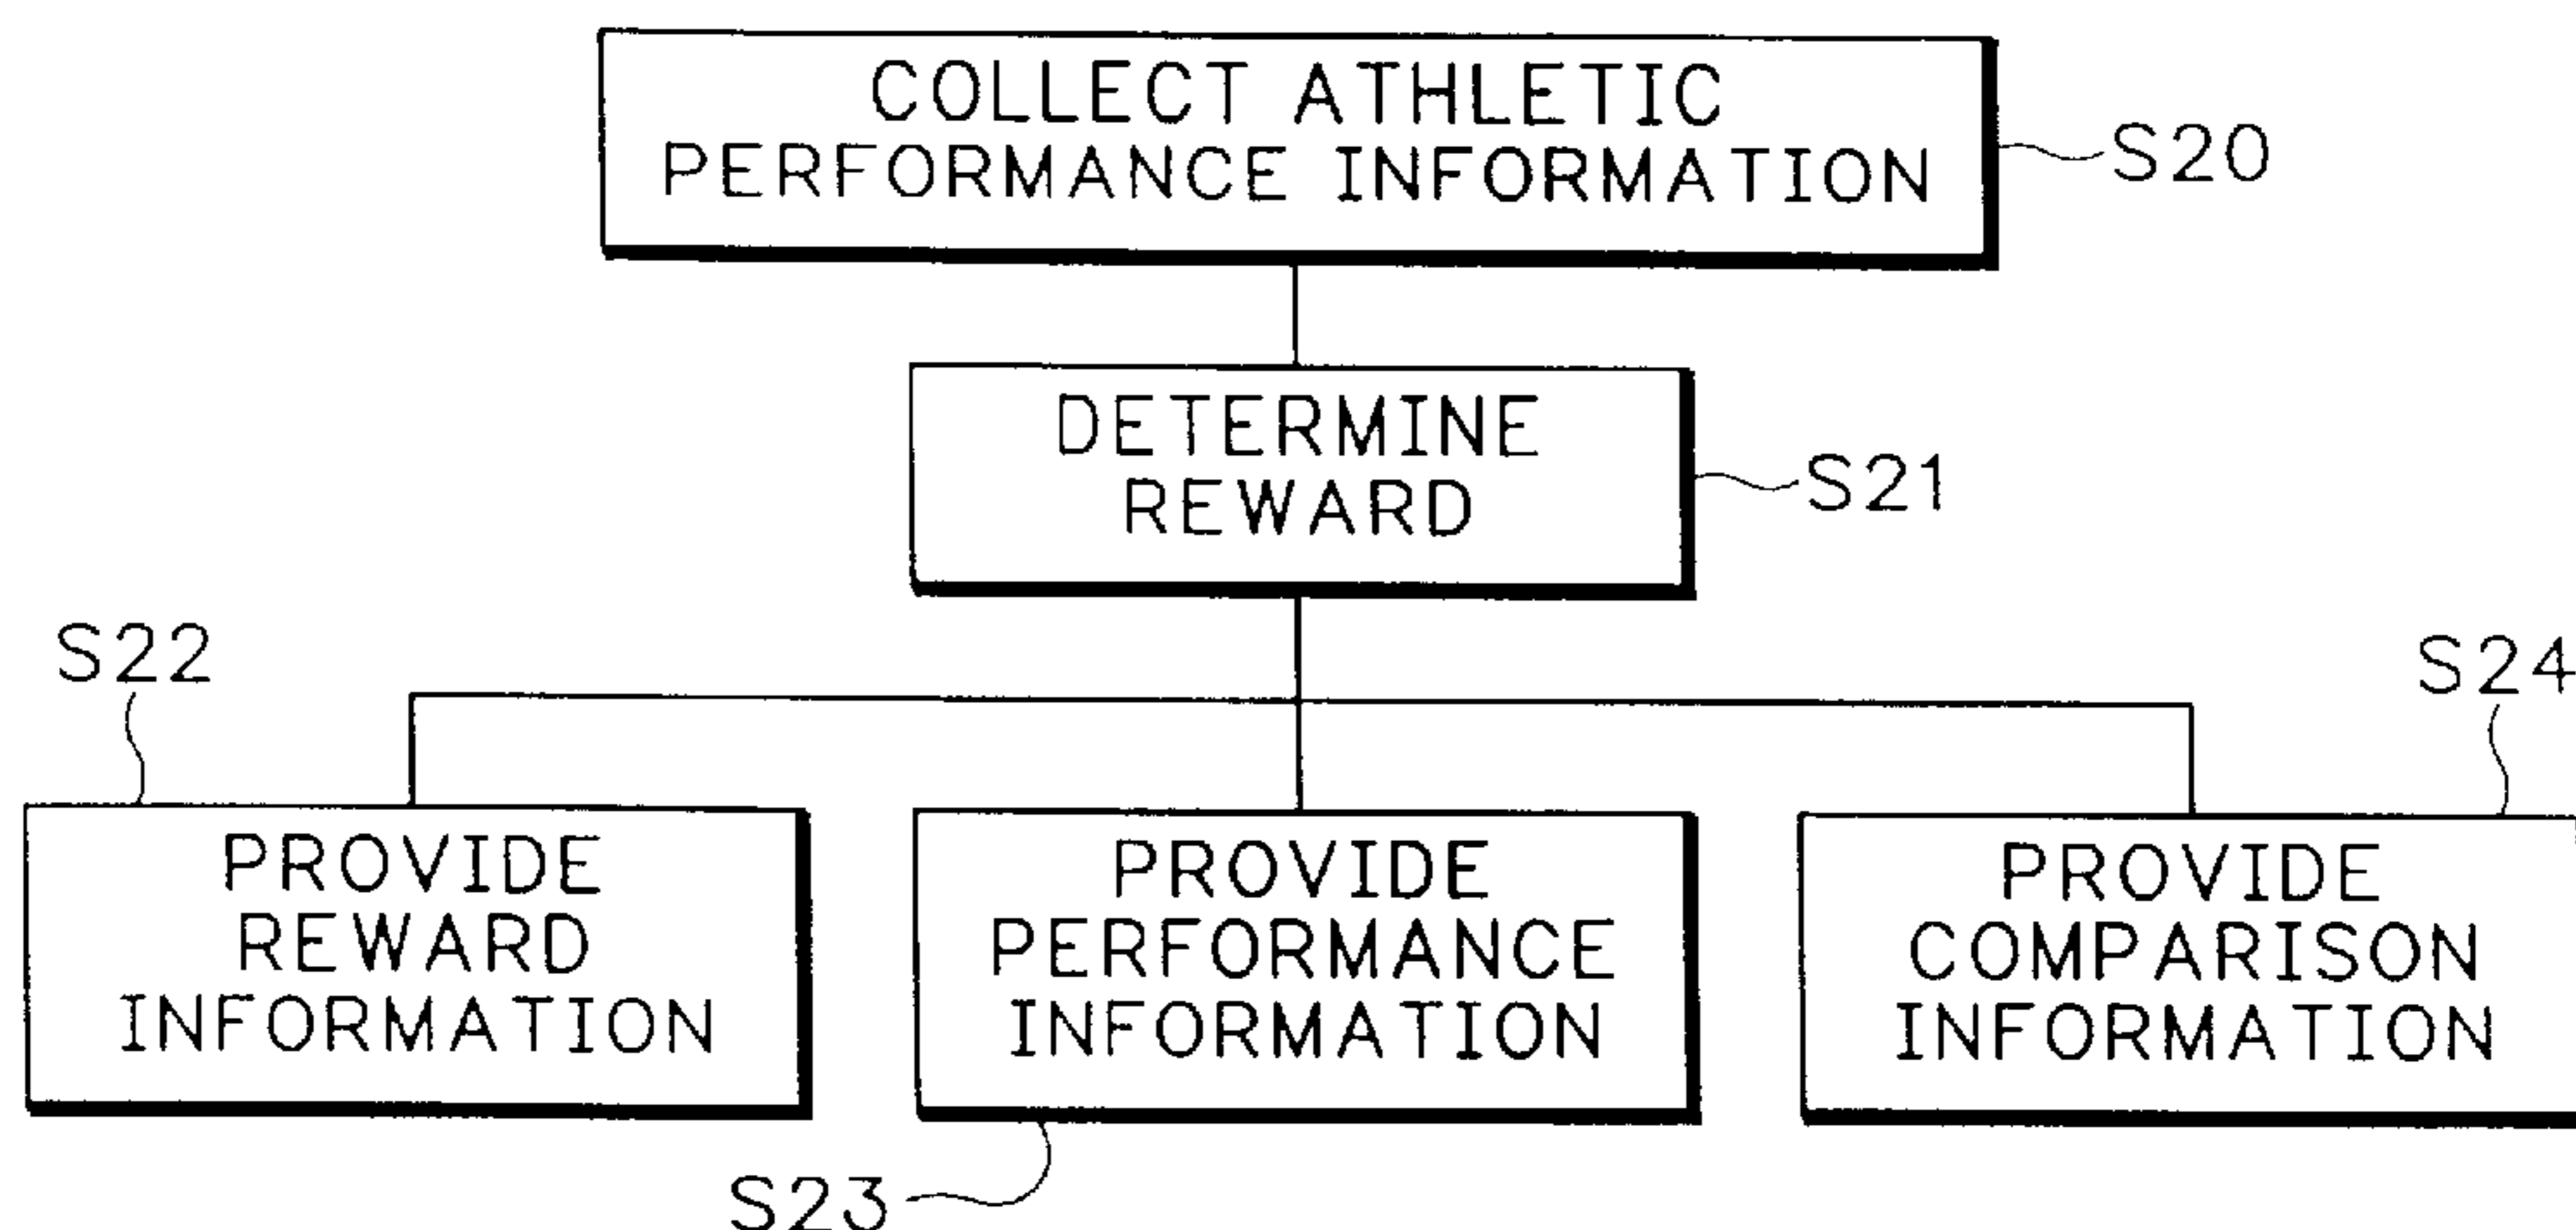 COLLECT ATHLETIC
PERFORMANCE INFORMATION
S20
DETERMINE
REWARD
S21
S22
S24
PROVIDE
REWARD
INFORMATION
PROVIDE
PERFORMANCE
INFORMATION
PROVIDE
COMPARISON
INFORMATION
S23